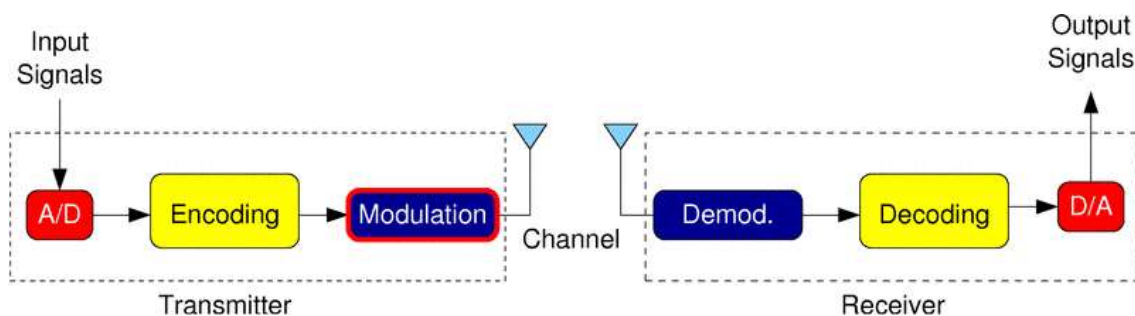 Input
Signals
Output
Signals
A/D
Encoding
Modulation
Channel
Demod.
Decoding
D/A
Transmitter
Receiver